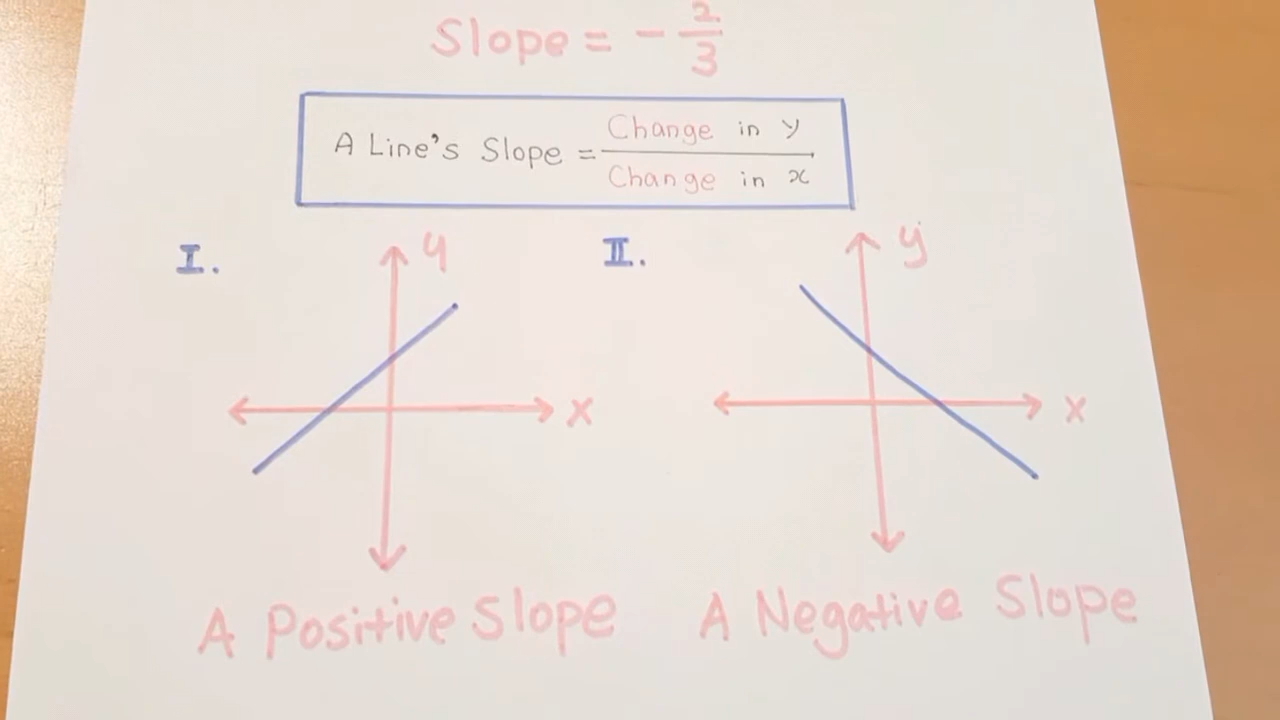 Slope = - 2/3
A Line's Slope = Change in y / Change in x
I.
y
x
II.
y
x
A Positive Slope
A Negative Slope